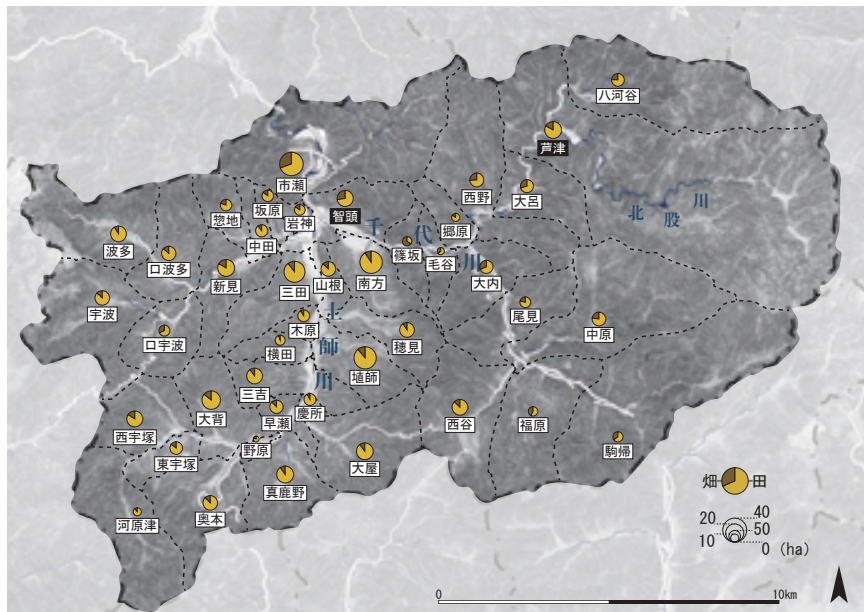 八河谷
芦津
市瀬
西野
大呂
北股川
智頭
惣地
坂原
岩神
郷原
千代川
中田
波多
口波多
篠坂
毛谷
新見
三田
山根
南方
大内
宇波
尾見
中原
口宇波
木原
土師川
穂見
横田
埴師
三吉
大背
早瀬
慶所
西谷
福原
西宇塚
駒帰
東宇塚
野原
大屋
真鹿野
畑 田
河原津
奥本
20 40
50
10
0 (ha)
0 10km